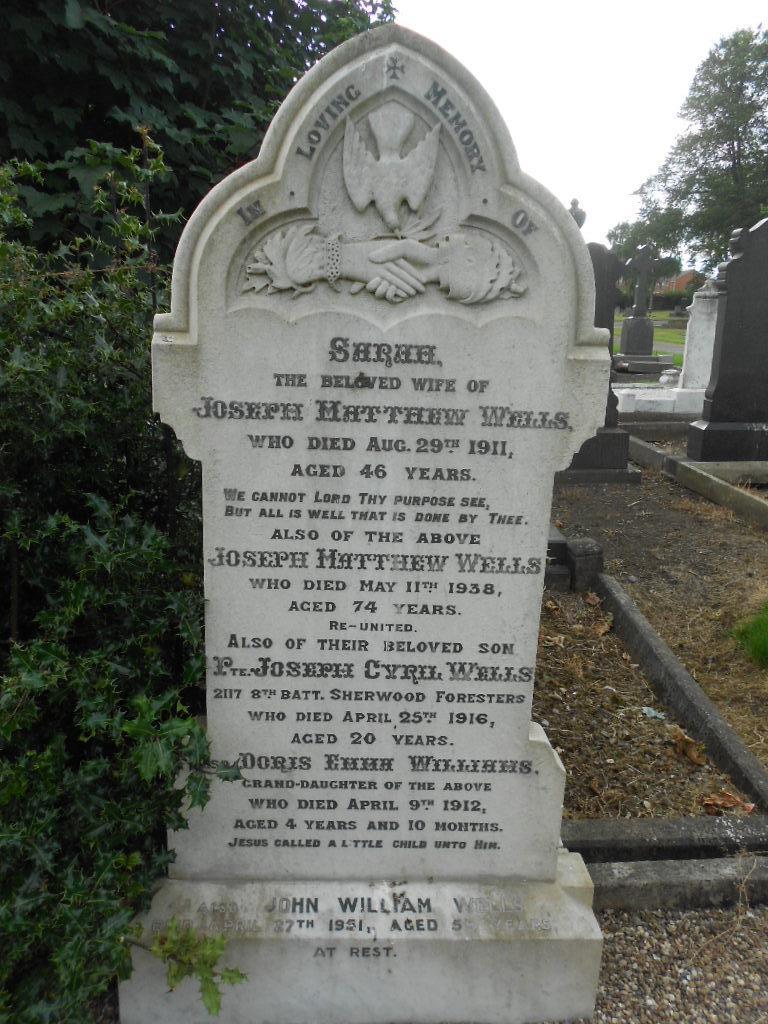 IN LOVING MEMORY OF
SARAH,
THE BELOVED WIFE OF
JOSEPH MATTHEW WELLS,
WHO DIED AUG. 29TH 1911,
AGED 46 YEARS.
WE CANNOT LORD THY PURPOSE SEE,
BUT ALL IS WELL THAT IS DONE BY THEE.
ALSO OF THE ABOVE
JOSEPH MATTHEW WELLS
WHO DIED MAY 11TH 1938,
AGED 74 YEARS.
RE-UNITED.
ALSO OF THEIR BELOVED SON
PTE. JOSEPH CYRIL WELLS
2117 8TH BATT. SHERWOOD FORESTERS
WHO DIED APRIL 25TH 1916,
AGED 20 YEARS.
DORIS EMMA WILLIAMS,
GRAND-DAUGHTER OF THE ABOVE
WHO DIED APRIL 9TH 1912,
AGED 4 YEARS AND 10 MONTHS.
JESUS CALLED A LITTLE CHILD UNTO HIM.
ALSO JOHN WILLIAM WELLS
DIED APRIL 27TH 1951, AGED YEARS.
AT REST.